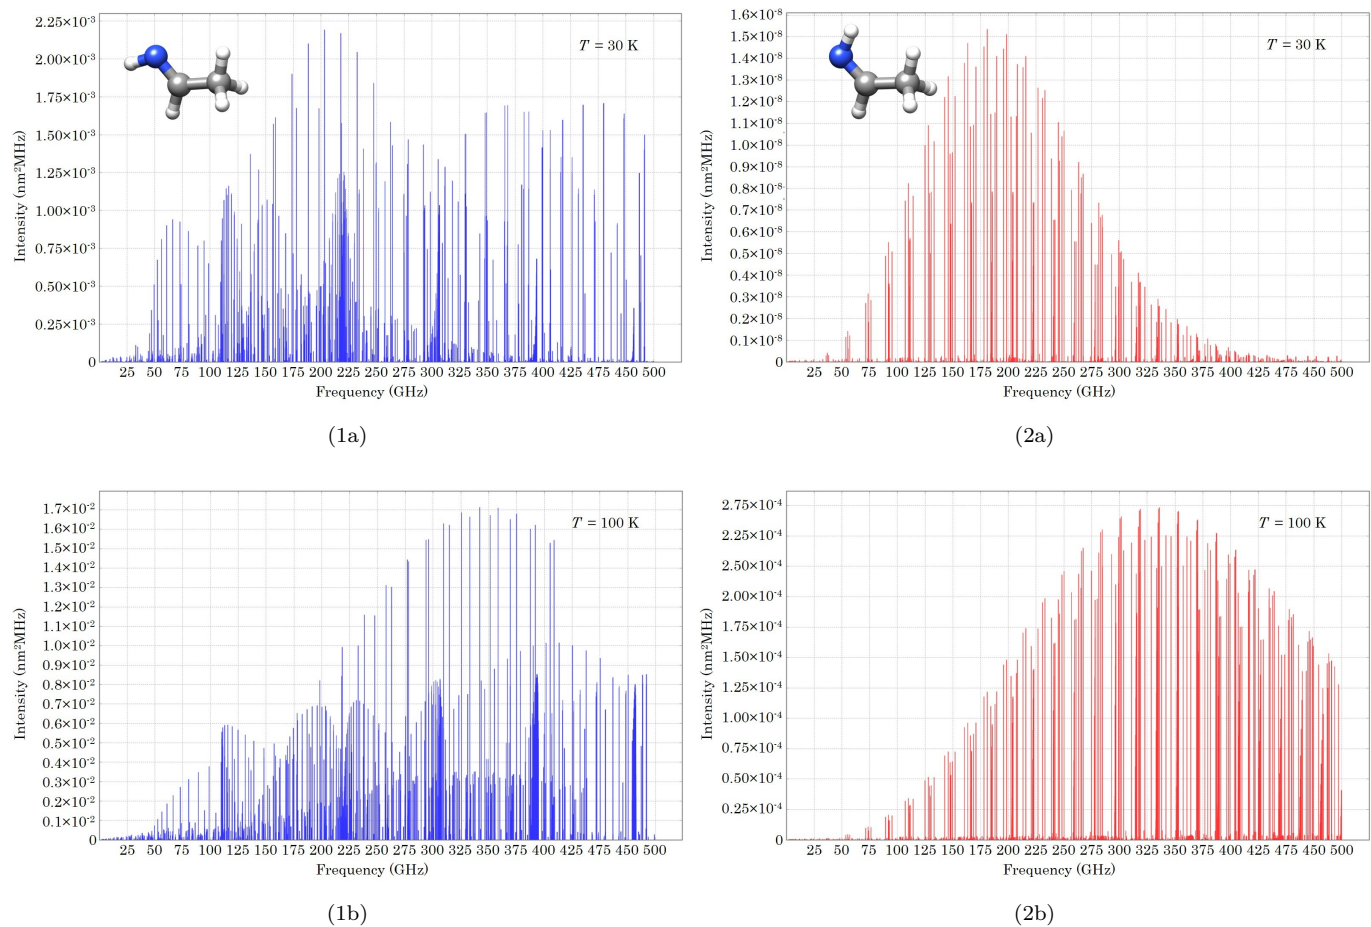 2.25×10⁻³
2.00×10⁻³
1.75×10⁻³
1.50×10⁻³
1.25×10⁻³
1.00×10⁻³
0.75×10⁻³
0.50×10⁻³
0.25×10⁻³
0
Intensity (nm²MHz)
T = 30 K
25 50 75 100 125 150 175 200 225 250 275 300 325 350 375 400 425 450 475 500
Frequency (GHz)
(1a)
1.6×10⁻⁸
1.5×10⁻⁸
1.4×10⁻⁸
1.3×10⁻⁸
1.2×10⁻⁸
1.1×10⁻⁸
1.0×10⁻⁸
0.9×10⁻⁸
0.8×10⁻⁸
0.7×10⁻⁸
0.6×10⁻⁸
0.5×10⁻⁸
0.4×10⁻⁸
0.3×10⁻⁸
0.2×10⁻⁸
0.1×10⁻⁸
0
Intensity (nm²MHz)
T = 30 K
25 50 75 100 125 150 175 200 225 250 275 300 325 350 375 400 425 450 475 500
Frequency (GHz)
(2a)
1.7×10⁻²
1.6×10⁻²
1.5×10⁻²
1.4×10⁻²
1.3×10⁻²
1.2×10⁻²
1.1×10⁻²
1.0×10⁻²
0.9×10⁻²
0.8×10⁻²
0.7×10⁻²
0.6×10⁻²
0.5×10⁻²
0.4×10⁻²
0.3×10⁻²
0.2×10⁻²
0.1×10⁻²
0
Intensity (nm²MHz)
T = 100 K
25 50 75 100 125 150 175 200 225 250 275 300 325 350 375 400 425 450 475 500
Frequency (GHz)
(1b)
2.75×10⁻⁴
2.25×10⁻⁴
2.50×10⁻⁴
2.00×10⁻⁴
1.75×10⁻⁴
1.50×10⁻⁴
1.25×10⁻⁴
1.00×10⁻⁴
0.75×10⁻⁴
0.50×10⁻⁴
0.25×10⁻⁴
0
Intensity (nm²MHz)
T = 100 K
25 50 75 100 125 150 175 200 225 250 275 300 325 350 375 400 425 450 475 500
Frequency (GHz)
(2b)